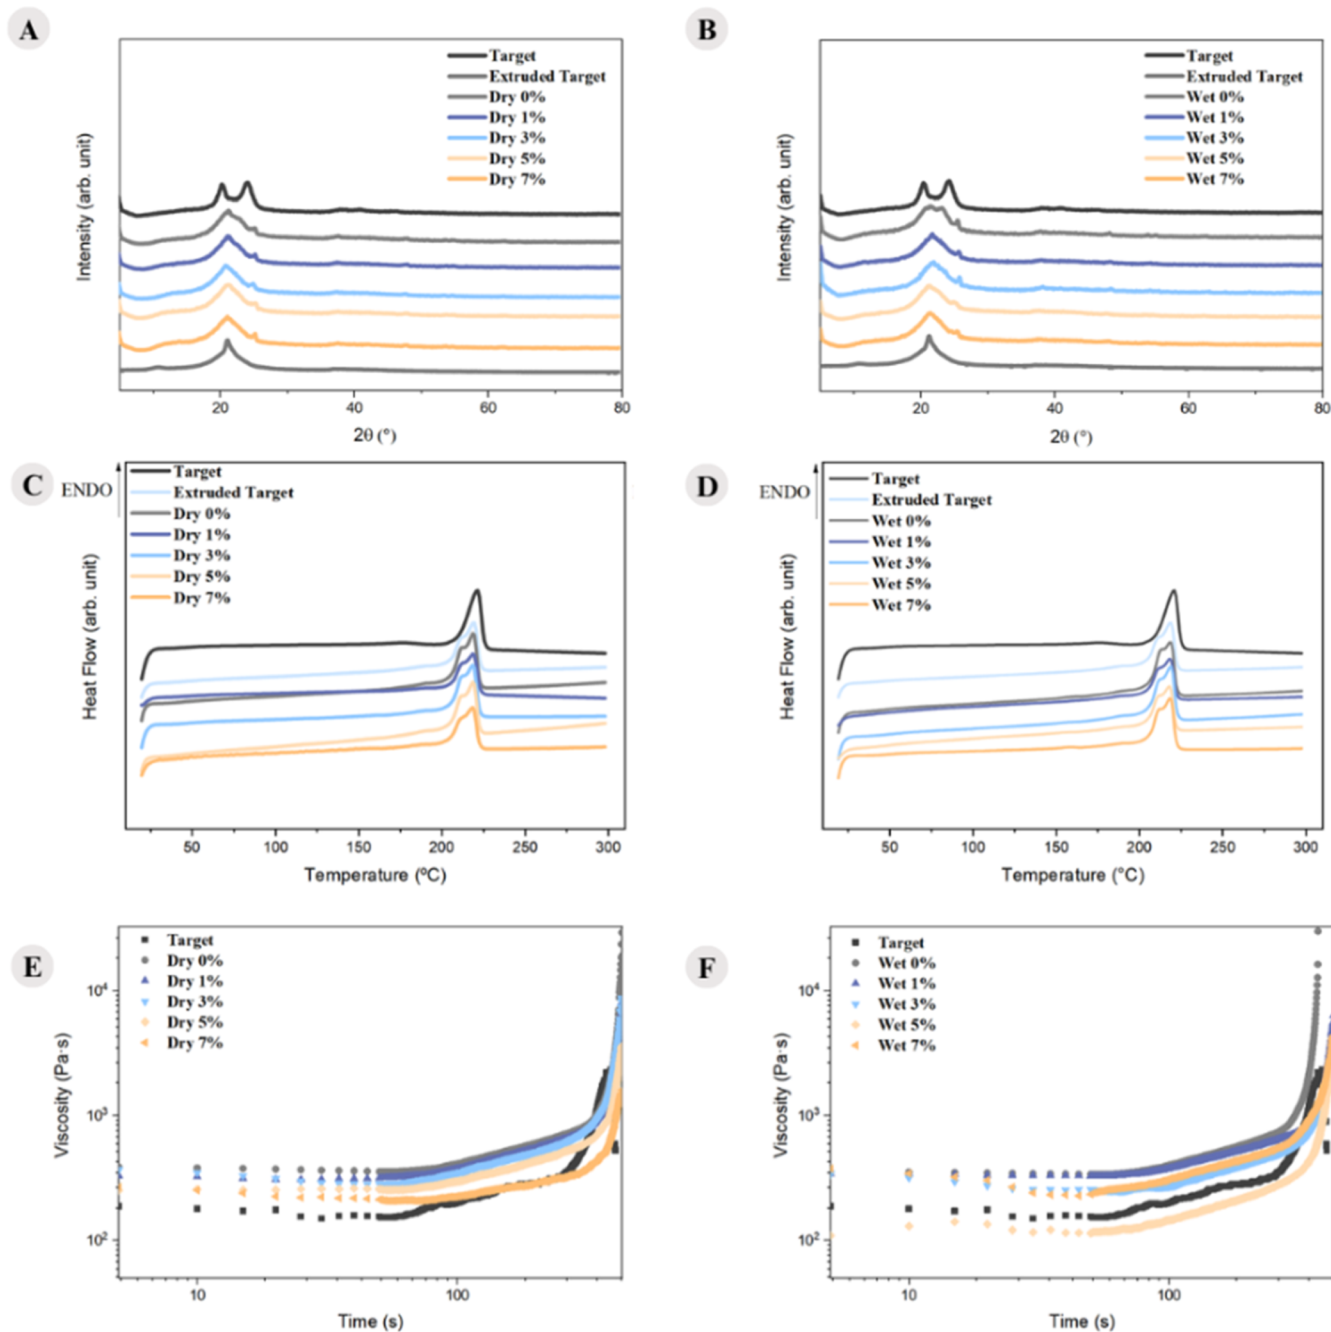 A
Target
Extruded Target
Dry 0%
Dry 1%
Dry 3%
Dry 5%
Dry 7%
Intensity (arb. unit)
20
40
60
80
2θ (°)
B
Target
Extruded Target
Wet 0%
Wet 1%
Wet 3%
Wet 5%
Wet 7%
Intensity (arb. unit)
20
40
60
80
2θ (°)
C
ENDO
Target
Extruded Target
Dry 0%
Dry 1%
Dry 3%
Dry 5%
Dry 7%
Heat Flow (arb. unit)
50
100
150
200
250
300
Temperature (ºC)
D
ENDO
Target
Extruded Target
Wet 0%
Wet 1%
Wet 3%
Wet 5%
Wet 7%
Heat Flow (arb. unit)
50
100
150
200
250
300
Temperature (°C)
E
Target
Dry 0%
Dry 1%
Dry 3%
Dry 5%
Dry 7%
Viscosity (Pa·s)
10⁴
10³
10²
10
100
Time (s)
F
Target
Wet 0%
Wet 1%
Wet 3%
Wet 5%
Wet 7%
Viscosity (Pa·s)
10⁴
10³
10²
10
100
Time (s)